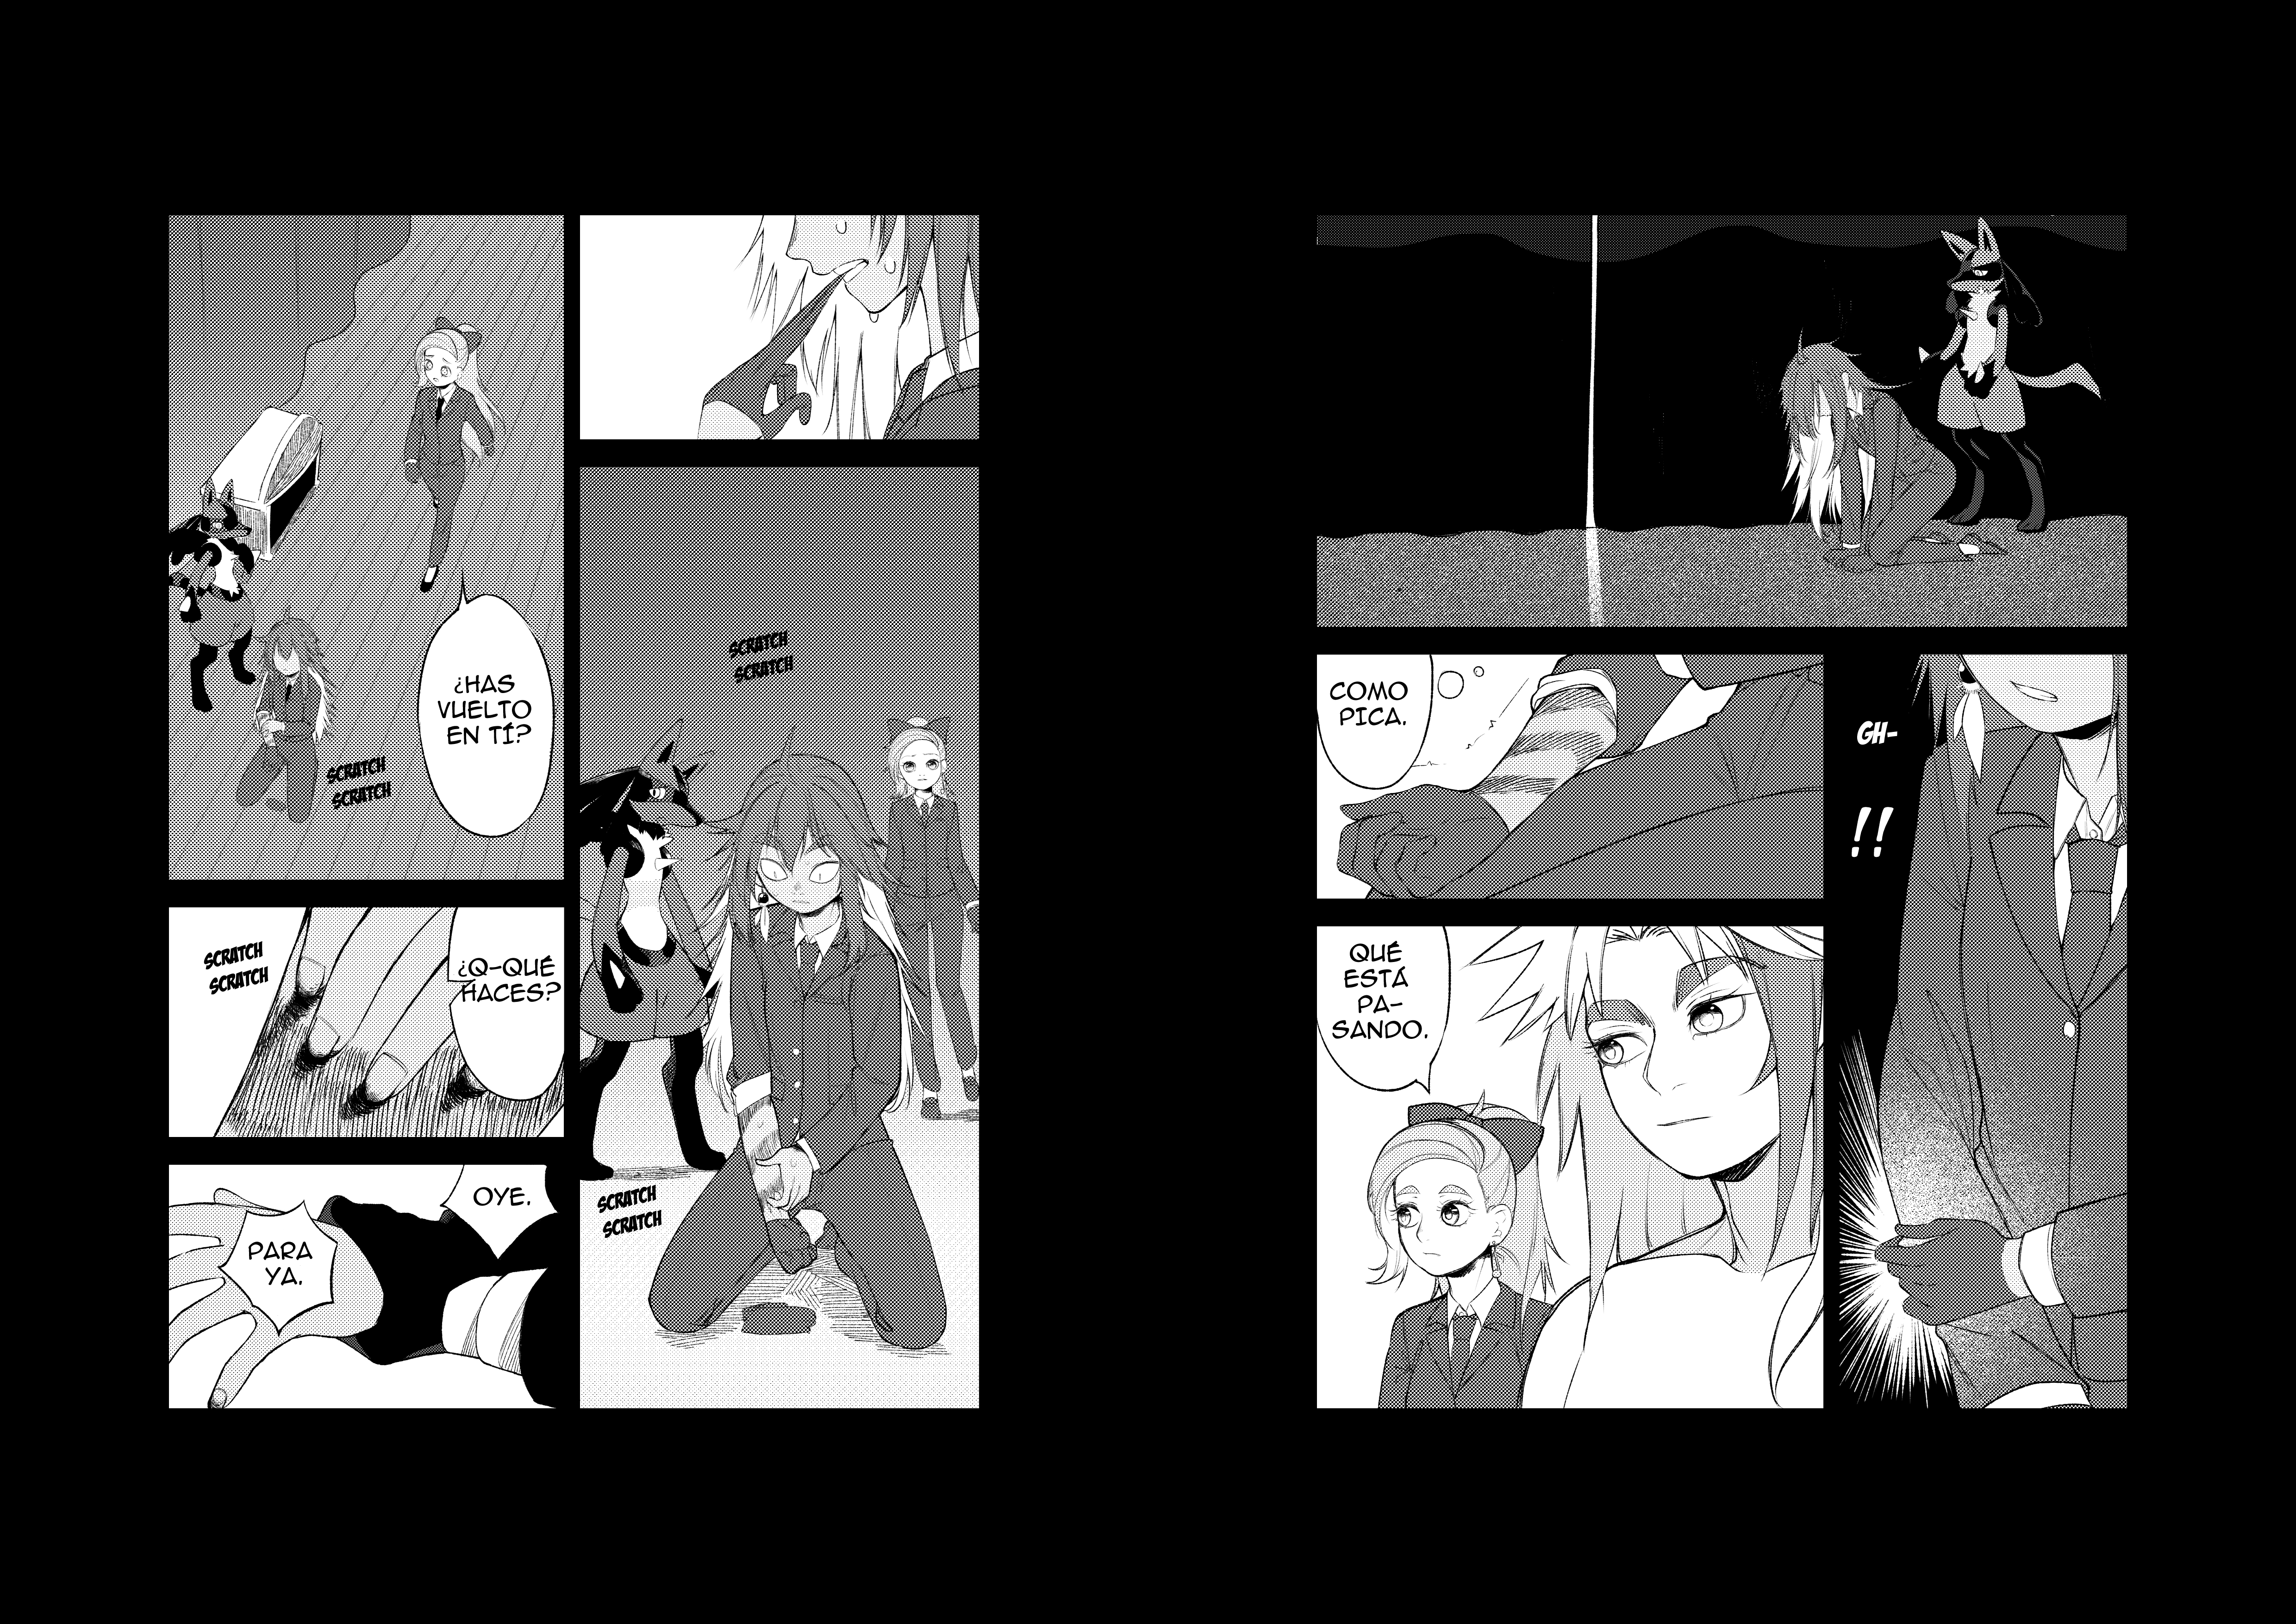 GH-
!!
COMO
PICA.
QUÉ
ESTÁ
PA-
SANDO.
SCRATCH
SCRATCH
SCRATCH
SCRATCH
¿HAS
VUELTO
EN TÍ?
SCRATCH
SCRATCH
¿Q-QUÉ
HACES?
SCRATCH
SCRATCH
OYE.
PARA
YA.